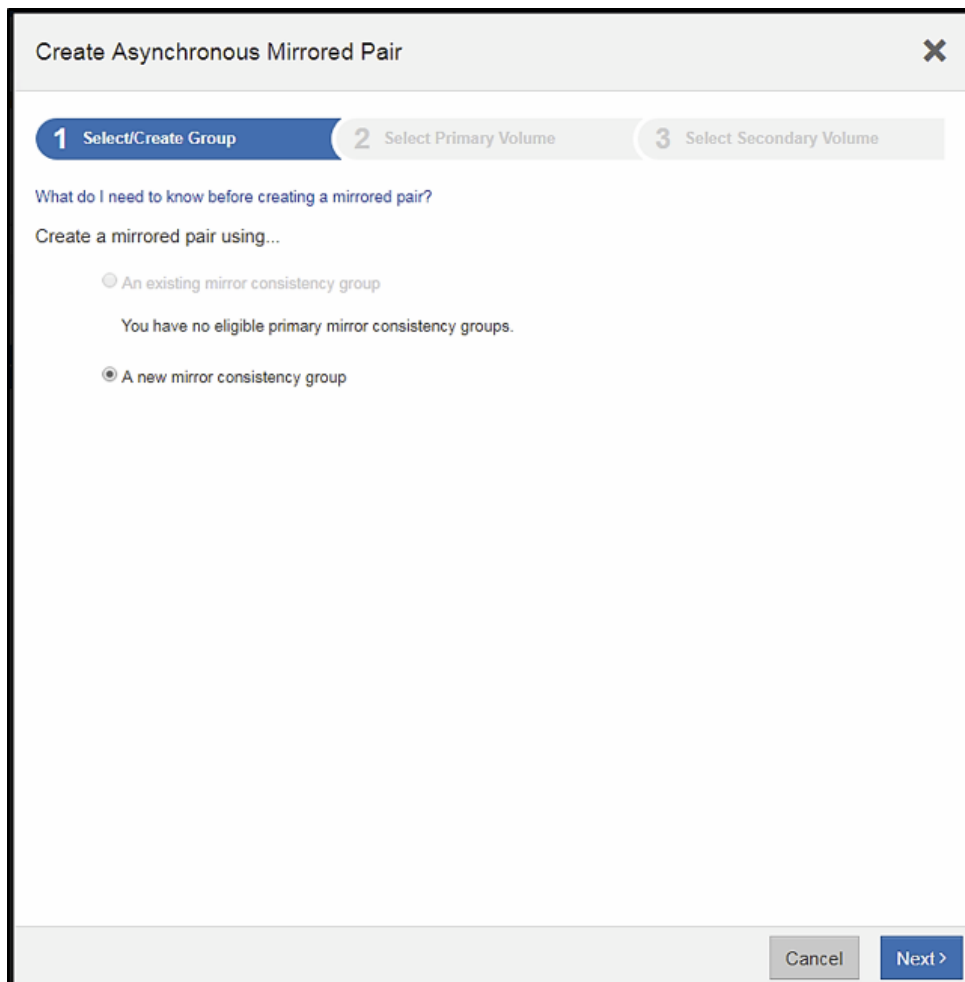 Create Asynchronous Mirrored Pair
1 Select/Create Group 2 Select Primary Volume 3 Select Secondary Volume
What do I need to know before creating a mirrored pair?
Create a mirrored pair using...
An existing mirror consistency group
You have no eligible primary mirror consistency groups.
A new mirror consistency group
Cancel Next >